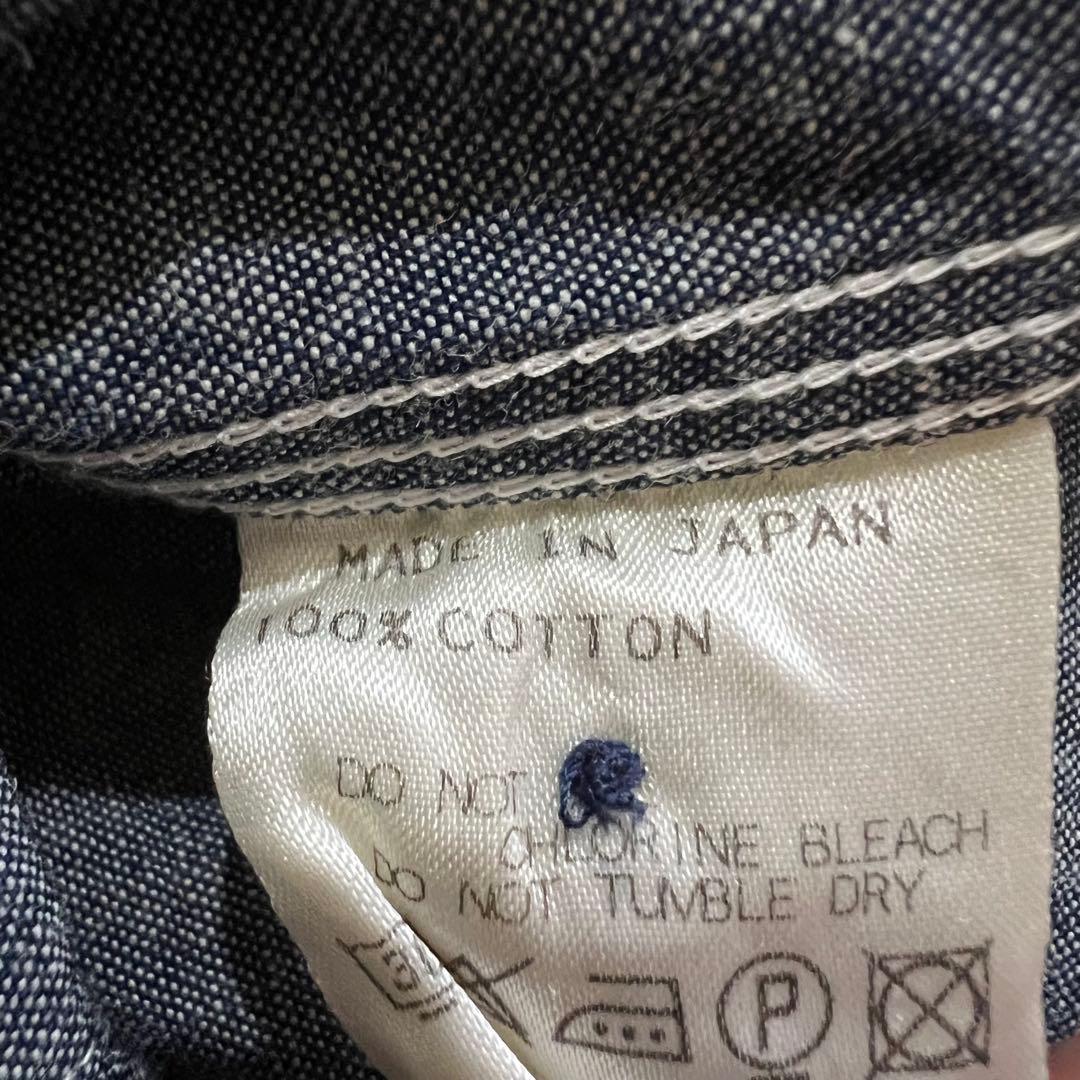 MADE IN JAPAN
100% COTTON
DO NOT
CHLORINE BLEACH
DO NOT TUMBLE DRY
P